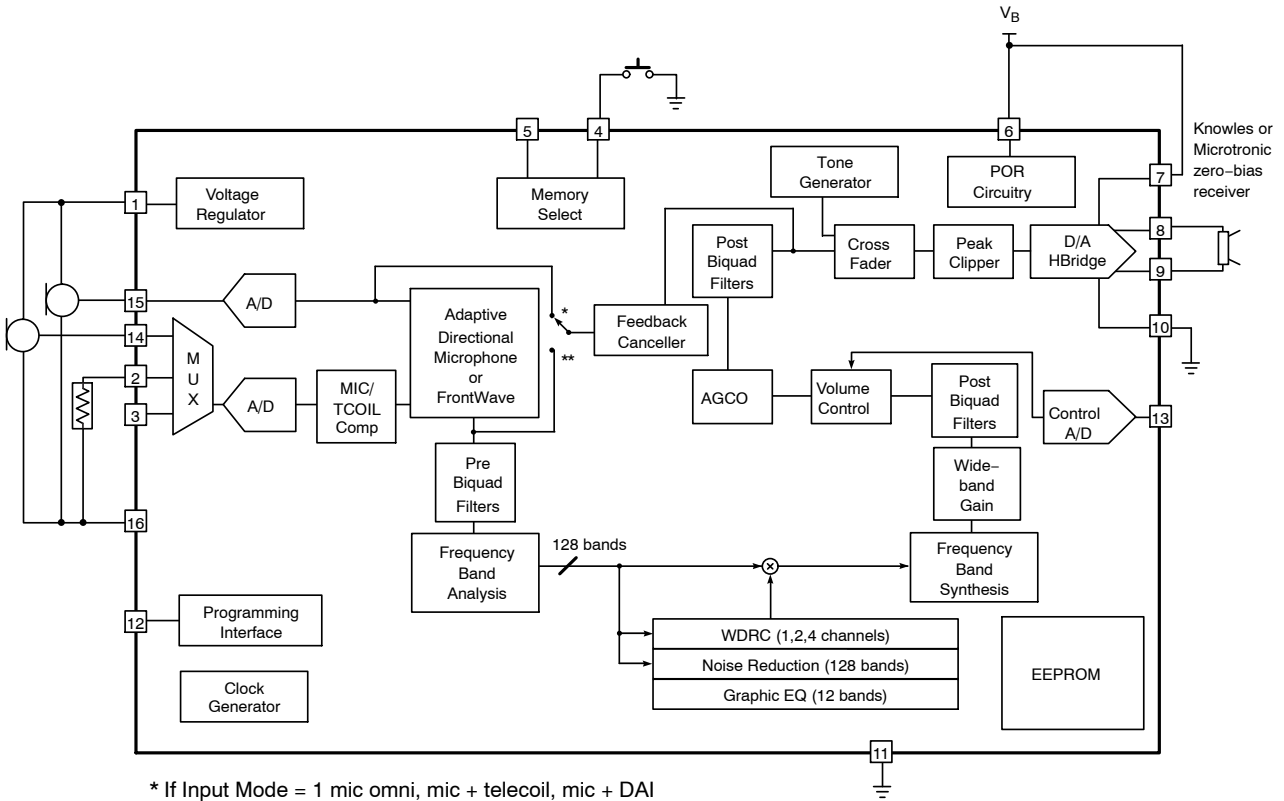 VB
5
4
6
Knowles or
Microtronic
zero−bias
receiver
Tone
Generator
POR
Circuitry
7
1
Voltage
Regulator
Memory
Select
8
Post
Biquad
Filters
Cross
Fader
Peak
Clipper
D/A
HBridge
9
15
A/D
Adaptive
Directional
Microphone
or
FrontWave
*
**
Feedback
Canceller
10
14
M
U
X
2
3
A/D
MIC/
TCOIL
Comp
AGCO
Volume
Control
Post
Biquad
Filters
Control
A/D
13
Pre
Biquad
Filters
Wide−
band
Gain
16
Frequency
Band
Analysis
128 bands
×
Frequency
Band
Synthesis
12
Programming
Interface
WDRC (1,2,4 channels)
Noise Reduction (128 bands)
Graphic EQ (12 bands)
EEPROM
Clock
Generator
11
* If Input Mode = 1 mic omni, mic + telecoil, mic + DAI